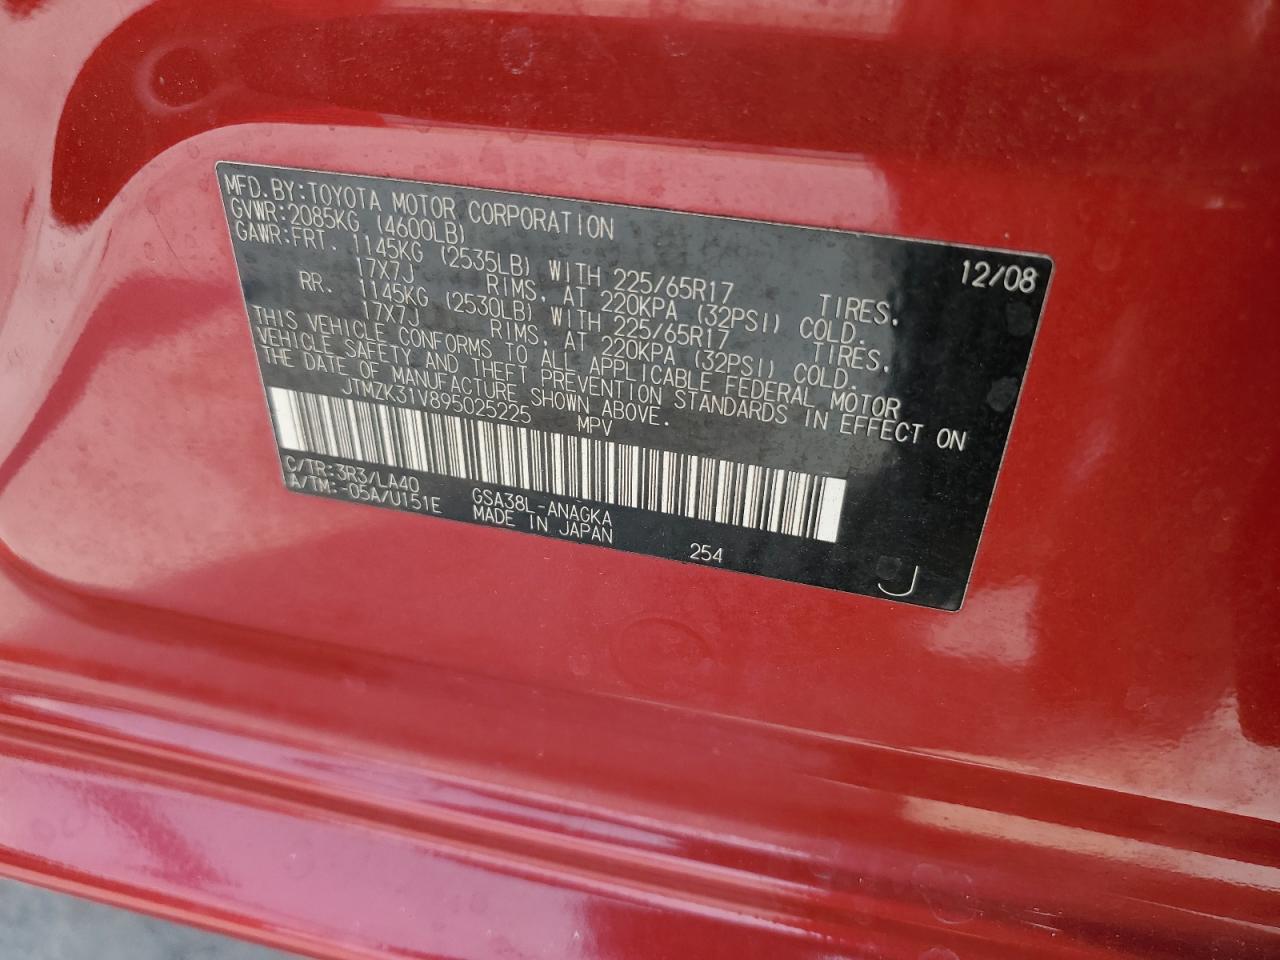 MFD.BY:TOYOTA MOTOR CORPORATION 12/08
GVWR:2085KG (4600LB)
GAWR:FRT. 1145KG (2535LB) WITH 225/65R17 TIRES,
17X7J RIMS, AT 220KPA (32PSI) COLD.
RR. 1145KG (2530LB) WITH 225/65R17 TIRES,
17X7J RIMS, AT 220KPA (32PSI) COLD.
THIS VEHICLE CONFORMS TO ALL APPLICABLE FEDERAL MOTOR
VEHICLE SAFETY AND THEFT PREVENTION STANDARDS IN EFFECT ON
THE DATE OF MANUFACTURE SHOWN ABOVE.
JTMZK31V895025225 MPV
C/TR:3R3/LA40 GSA38L-ANAGKA
A/TM:-05A/U151E MADE IN JAPAN
254
J